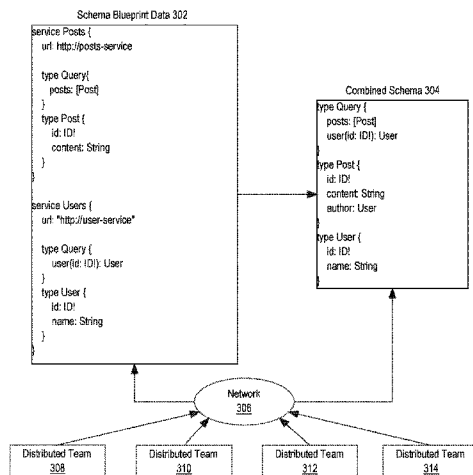 Schema Blueprint Data 302
service Posts {
url: http://posts-service
type Query{
posts: [Post]
}
type Post {
id: ID!
content: String
}
}
service Users {
url: "http://user-service"
type Query {
user(id: ID!): User
}
type User {
id: ID!
name: String
}
}
Combined Schema 304
type Query {
posts: [Post]
user(id: ID!): User
}
type Post {
id: ID!
content: String
author: User
}
type User {
id: ID!
name: String
}
Network
306
Distributed Team
308
Distributed Team
310
Distributed Team
312
Distributed Team
314